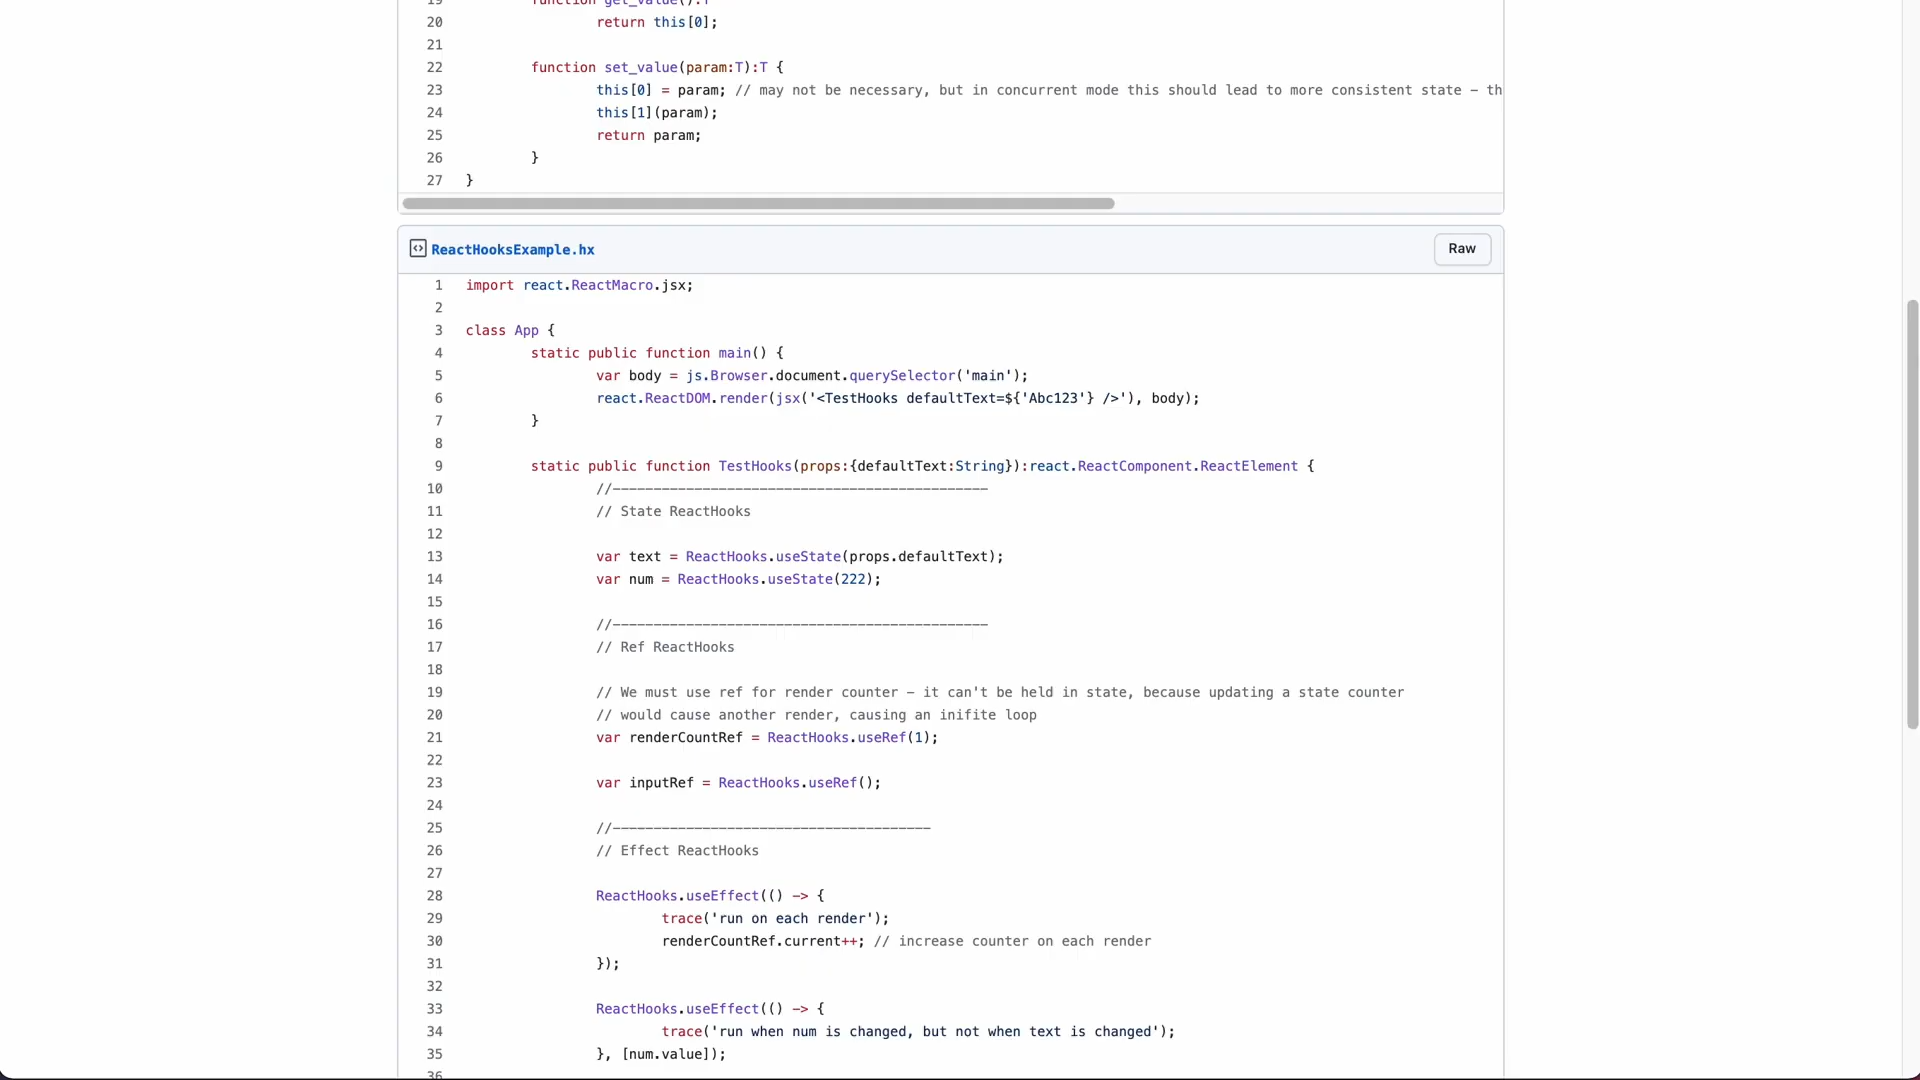 19 function get_value():T
20 return this[0];
21
22 function set_value(param:T):T {
23 this[0] = param; // may not be necessary, but in concurrent mode this should lead to more consistent state – th
24 this[1](param);
25 return param;
26 }
27 }
ReactHooksExample.hx
Raw
1 import react.ReactMacro.jsx;
2
3 class App {
4 static public function main() {
5 var body = js.Browser.document.querySelector('main');
6 react.ReactDOM.render(jsx('<TestHooks defaultText=${'Abc123'} />'), body);
7 }
8
9 static public function TestHooks(props:{defaultText:String}):react.ReactComponent.ReactElement {
10 //----------------------------------------------
11 // State ReactHooks
12
13 var text = ReactHooks.useState(props.defaultText);
14 var num = ReactHooks.useState(222);
15
16 //----------------------------------------------
17 // Ref ReactHooks
18
19 // We must use ref for render counter – it can't be held in state, because updating a state counter
20 // would cause another render, causing an inifite loop
21 var renderCountRef = ReactHooks.useRef(1);
22
23 var inputRef = ReactHooks.useRef();
24
25 //---------------------------------------
26 // Effect ReactHooks
27
28 ReactHooks.useEffect(() -> {
29 trace('run on each render');
30 renderCountRef.current++; // increase counter on each render
31 });
32
33 ReactHooks.useEffect(() -> {
34 trace('run when num is changed, but not when text is changed');
35 }, [num.value]);
36